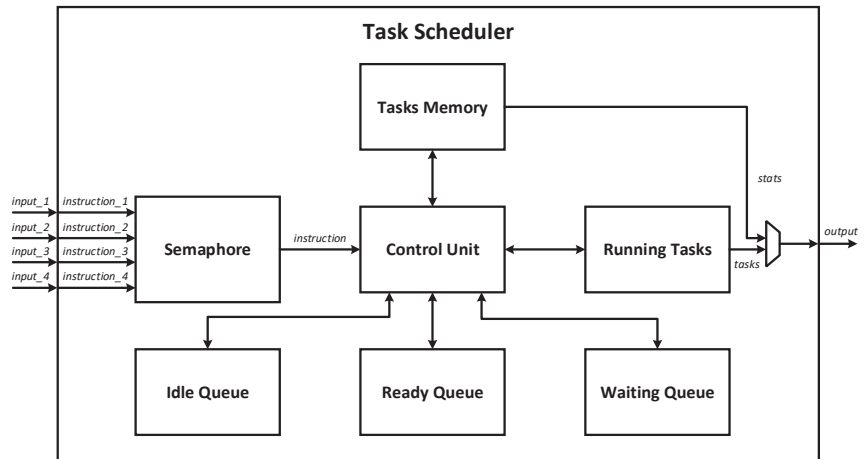 Task Scheduler
Tasks Memory
stats
input_1 instruction_1
input_2 instruction_2
input_3 instruction_3
input_4 instruction_4
Semaphore
instruction
Control Unit
Running Tasks
tasks
output
Idle Queue
Ready Queue
Waiting Queue